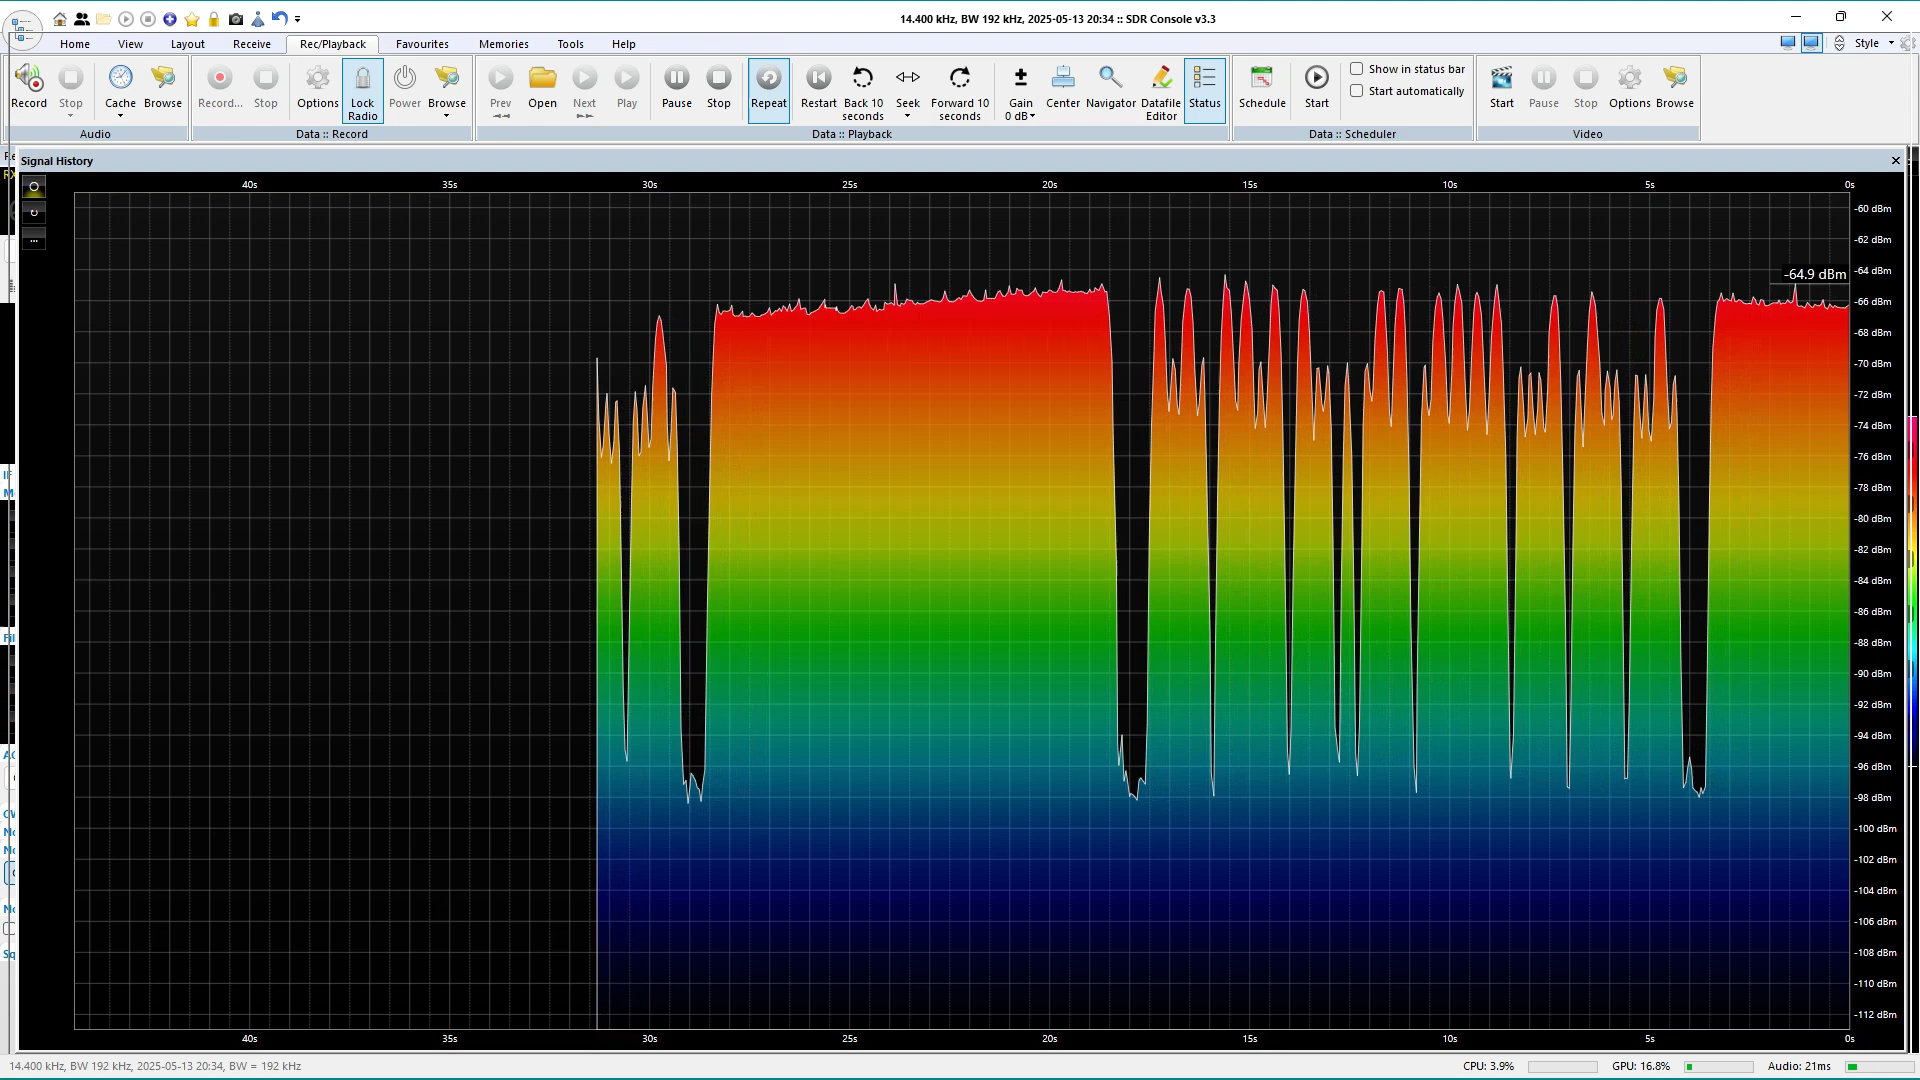 14.400 kHz, BW 192 kHz, 2025-05-13 20:34 :: SDR Console v3.3
Home View Layout Receive Rec/Playback Favourites Memories Tools Help Style
Record Stop Cache Browse
Audio
Record... Stop Options Lock Radio Power Browse
Data :: Record
Prev Open Next Play Pause Stop Repeat Restart Back 10 seconds Seek Forward 10 seconds Gain 0 dB Center Navigator Datafile Editor Status
Data :: Playback
Schedule Start
Show in status bar
Start automatically
Data :: Scheduler
Start Pause Stop Options Browse
Video
Signal History
40s 35s 30s 25s 20s 15s 10s 5s 0s
-60 dBm
-62 dBm
-64 dBm
-64.9 dBm
-66 dBm
-68 dBm
-70 dBm
-72 dBm
-74 dBm
-76 dBm
-78 dBm
-80 dBm
-82 dBm
-84 dBm
-86 dBm
-88 dBm
-90 dBm
-92 dBm
-94 dBm
-96 dBm
-98 dBm
-100 dBm
-102 dBm
-104 dBm
-106 dBm
-108 dBm
-110 dBm
-112 dBm
40s 35s 30s 25s 20s 15s 10s 5s 0s
14.400 kHz, BW 192 kHz, 2025-05-13 20:34, BW = 192 kHz
CPU: 3.9% GPU: 16.8% Audio: 21ms